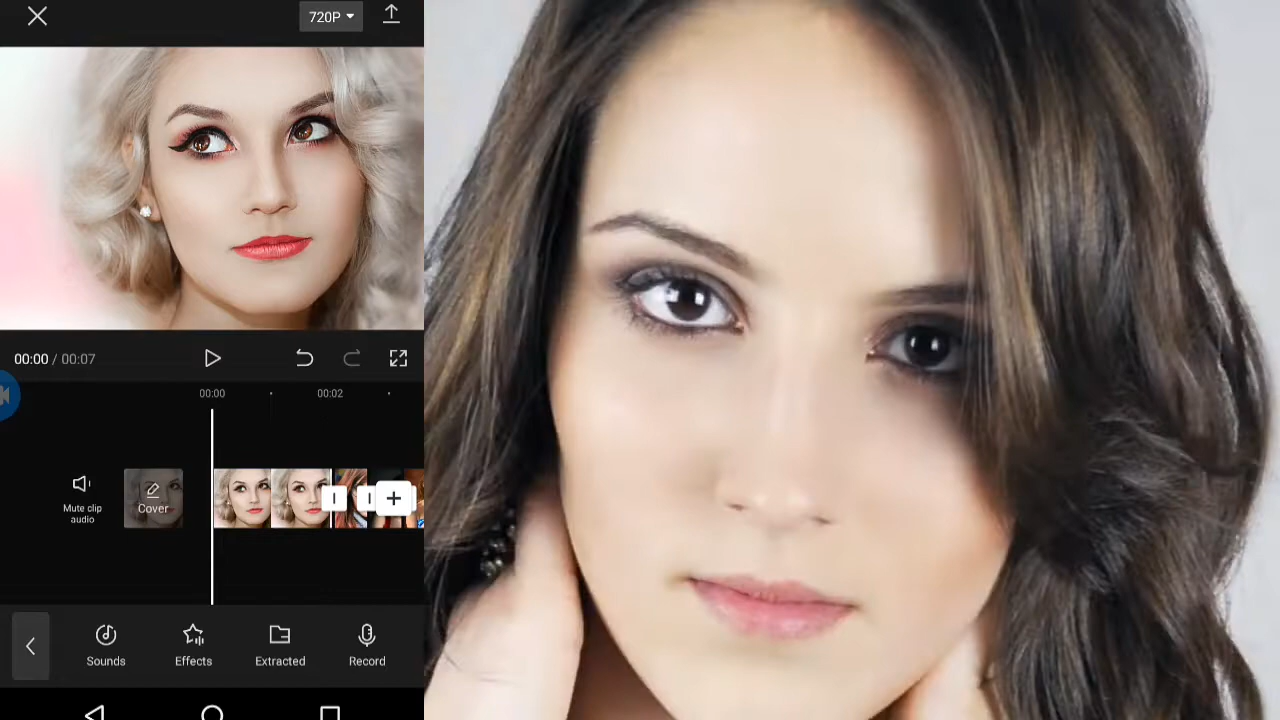 720P
00:00 / 00:07
00:00
00:02
Mute clip
audio
Cover
Sounds
Effects
Extracted
Record